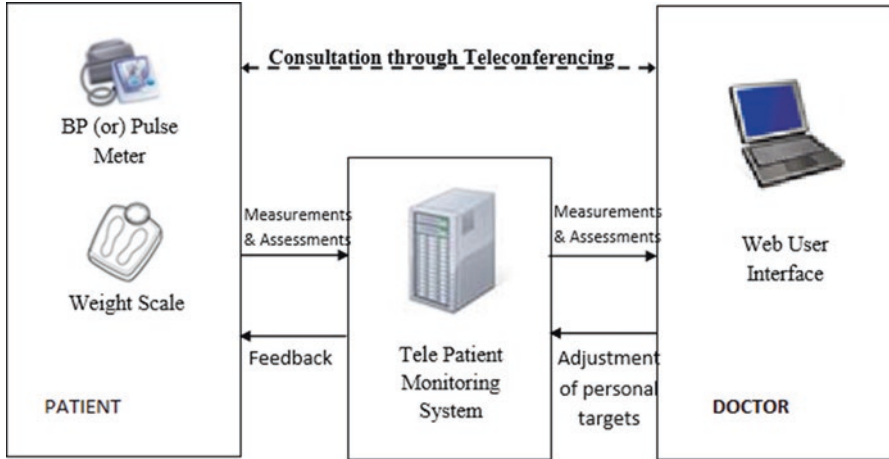 Consultation through Teleconferencing
BP (or) Pulse
Meter
Weight Scale
PATIENT
Measurements
& Assessments
Feedback
Tele Patient
Monitoring
System
Measurements
& Assessments
Adjustment
of personal
targets
Web User
Interface
DOCTOR